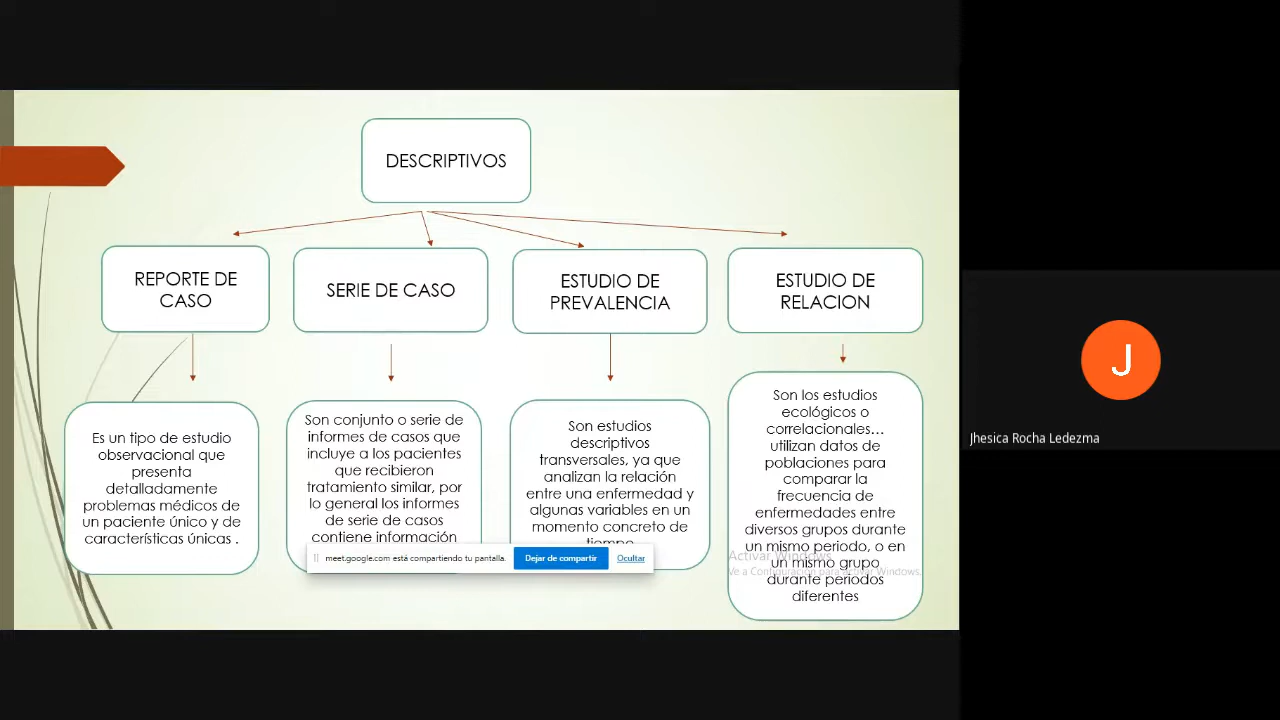 DESCRIPTIVOS
REPORTE DE
CASO
SERIE DE CASO
ESTUDIO DE
PREVALENCIA
ESTUDIO DE
RELACION
Es un tipo de estudio
observacional que
presenta
detalladamente
problemas médicos de
un paciente único y de
características únicas .
Son conjunto o serie de
informes de casos que
incluye a los pacientes
que recibieron
tratamiento similar, por
lo general los informes
de serie de casos
contiene información
Son estudios
descriptivos
transversales, ya que
analizan la relación
entre una enfermedad y
algunas variables en un
momento concreto de
tiempo
Son los estudios
ecológicos o
correlacionales...
utilizan datos de
poblaciones para
comparar la
frecuencia de
enfermedades entre
diversos grupos durante
un mismo periodo, o en
un mismo grupo
durante periodos
diferentes
Activar Windows
Ve a Configuración para activar Windows.
meet.google.com está compartiendo tu pantalla.
Dejar de compartir
Ocultar
J
Jhesica Rocha Ledezma